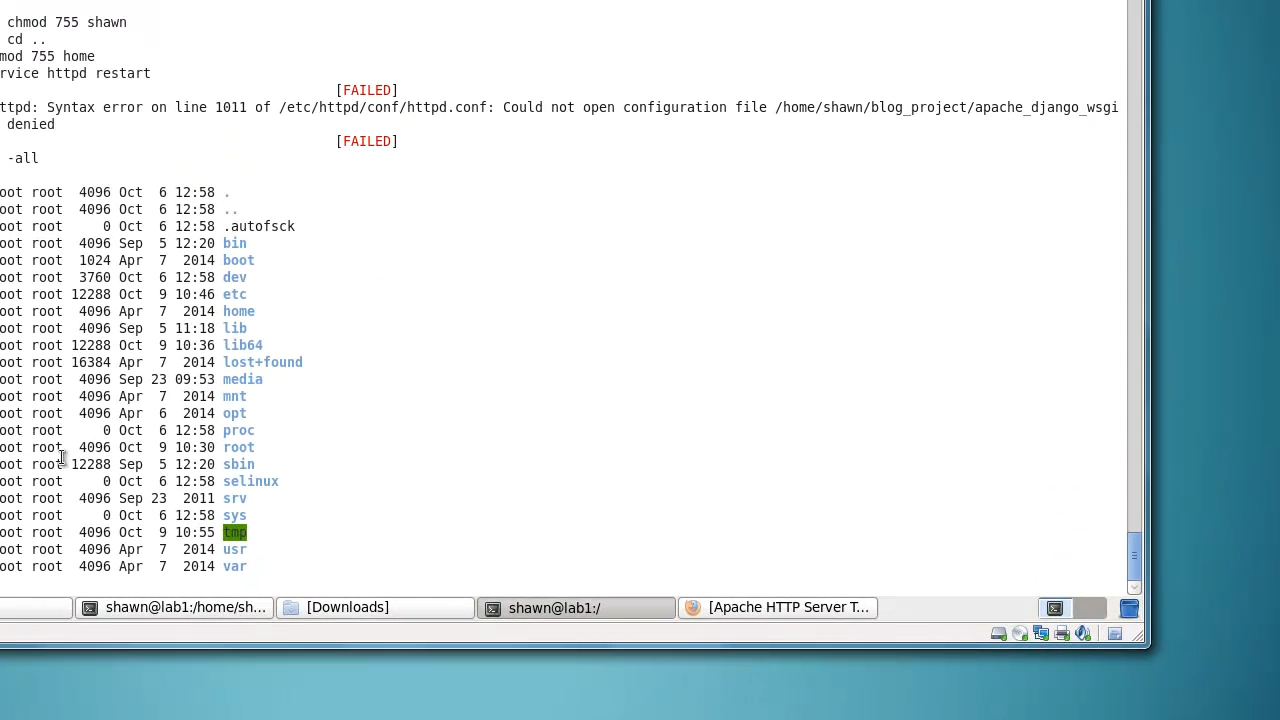 chmod 755 shawn
cd ..
mod 755 home
rvice httpd restart
[FAILED]
ttpd: Syntax error on line 1011 of /etc/httpd/conf/httpd.conf: Could not open configuration file /home/shawn/blog_project/apache_django_wsgi
denied
[FAILED]
-all
oot root 4096 Oct 6 12:58 .
oot root 4096 Oct 6 12:58 ..
oot root 0 Oct 6 12:58 .autofsck
oot root 4096 Sep 5 12:20 bin
oot root 1024 Apr 7 2014 boot
oot root 3760 Oct 6 12:58 dev
oot root 12288 Oct 9 10:46 etc
oot root 4096 Apr 7 2014 home
oot root 4096 Sep 5 11:18 lib
oot root 12288 Oct 9 10:36 lib64
oot root 16384 Apr 7 2014 lost+found
oot root 4096 Sep 23 09:53 media
oot root 4096 Apr 7 2014 mnt
oot root 4096 Apr 6 2014 opt
oot root 0 Oct 6 12:58 proc
oot root 4096 Oct 9 10:30 root
oot root 12288 Sep 5 12:20 sbin
oot root 0 Oct 6 12:58 selinux
oot root 4096 Sep 23 2011 srv
oot root 0 Oct 6 12:58 sys
oot root 4096 Oct 9 10:55 tmp
oot root 4096 Apr 7 2014 usr
oot root 4096 Apr 7 2014 var
shawn@lab1:/home/sh... [Downloads] shawn@lab1:/ [Apache HTTP Server T...